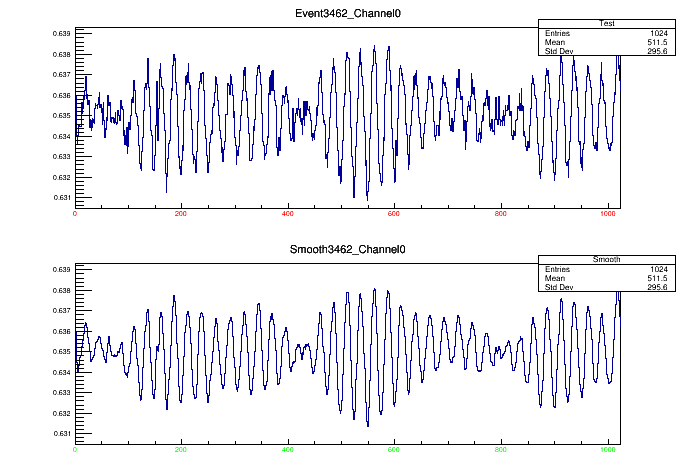 Event3462_Channel0
Test
Entries 1024
Mean 511.5
Std Dev 295.6
0.639
0.638
0.637
0.636
0.635
0.634
0.633
0.632
0.631
0 200 400 600 800 1000
Smooth3462_Channel0
Smooth
Entries 1024
Mean 511.5
Std Dev 295.6
0.639
0.638
0.637
0.636
0.635
0.634
0.633
0.632
0.631
0 200 400 600 800 1000